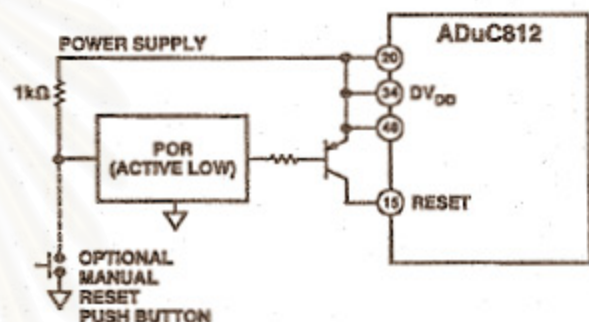 POWER SUPPLY
ADuC812
20
1kΩ
34
DVDD
POR
(ACTIVE LOW)
48
15
RESET
OPTIONAL
MANUAL
RESET
PUSH BUTTON